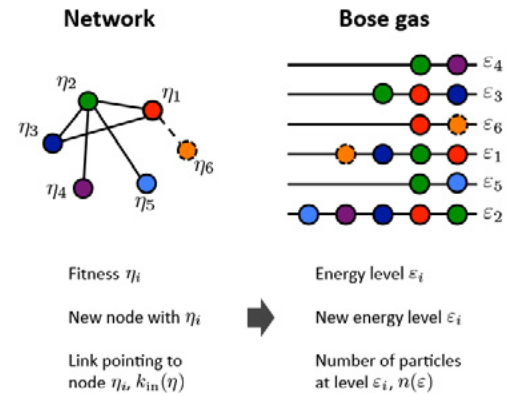 Network
Bose gas
η₂
η₁
η₃
η₆
η₄
η₅
ε₄
ε₃
ε₆
ε₁
ε₅
ε₂
Fitness ηᵢ
Energy level εᵢ
New node with ηᵢ
New energy level εᵢ
Link pointing to
node ηᵢ, kᵢₙ(η)
Number of particles
at level εᵢ, n(ε)